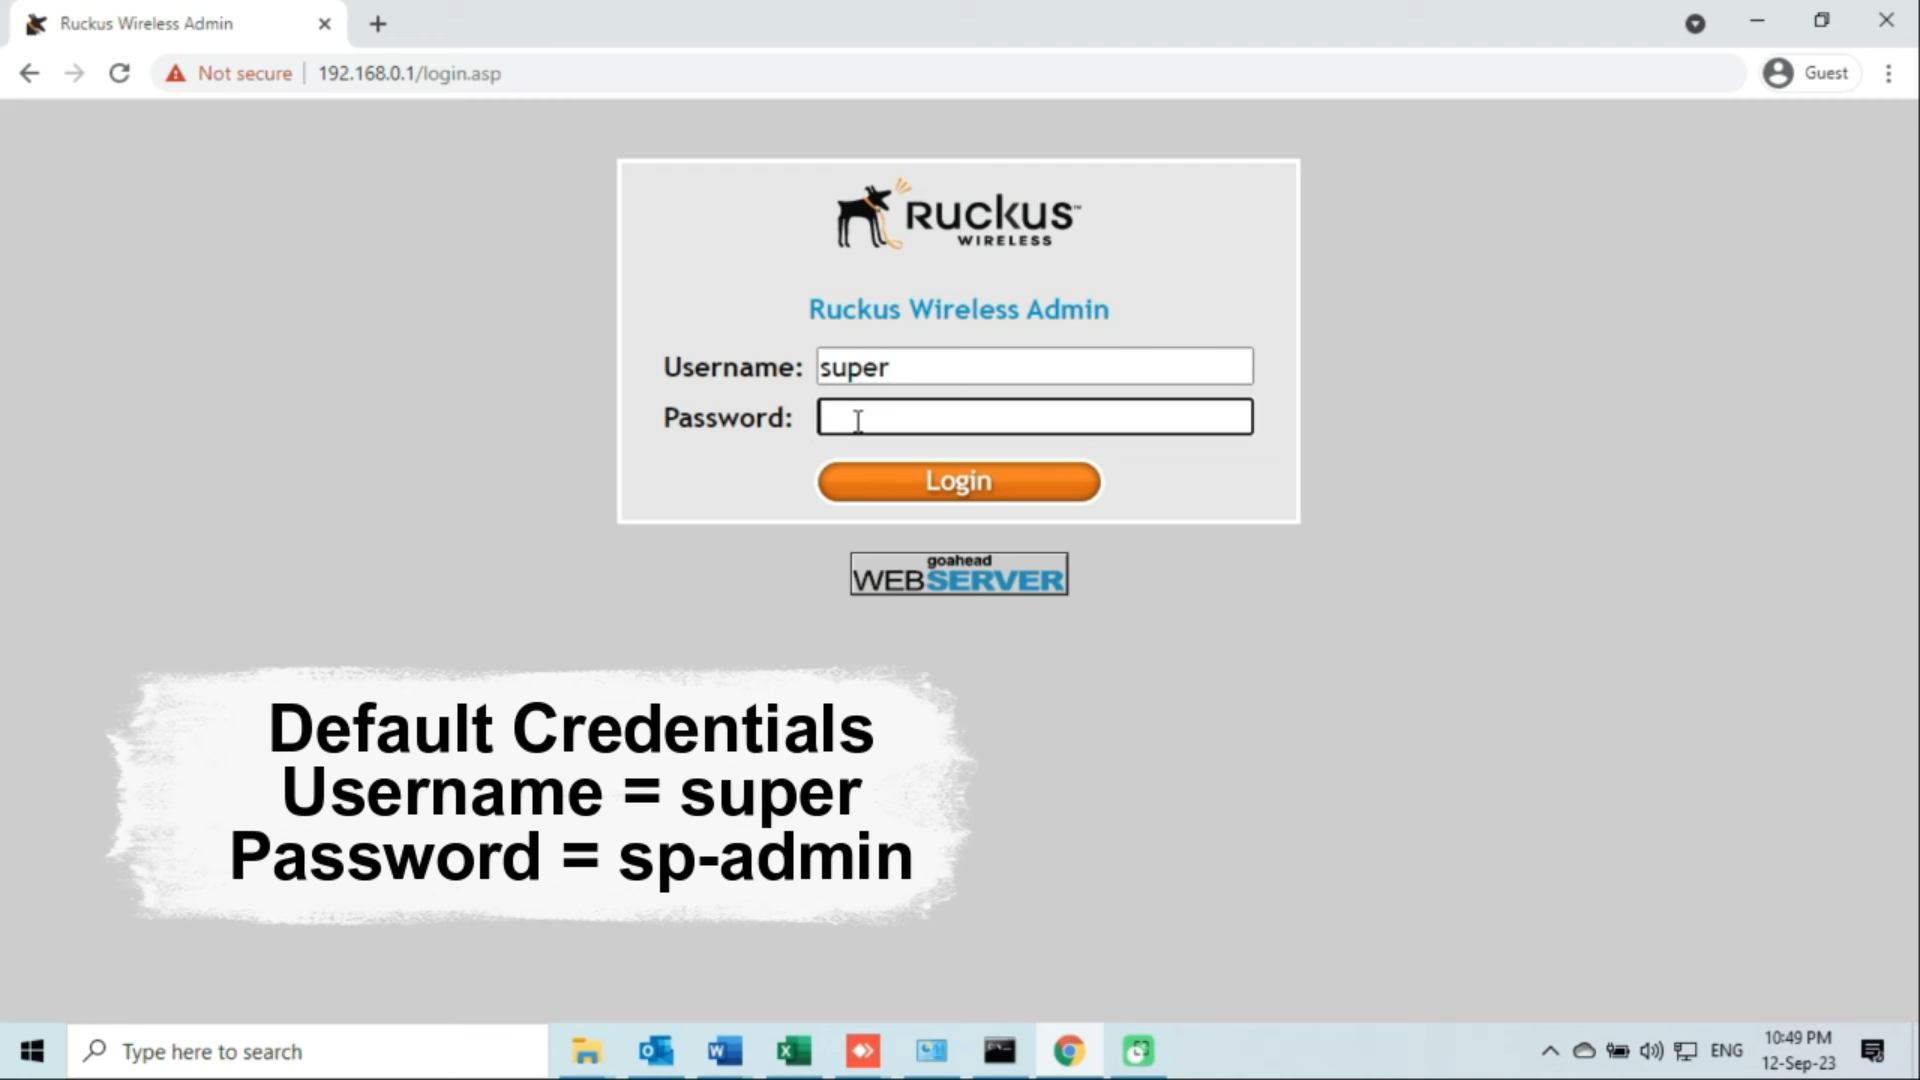 Ruckus Wireless Admin
Not secure
192.168.0.1/login.asp
Guest
RUCKUS™
WIRELESS
Ruckus Wireless Admin
Username: super
Password:
Login
goahead
WEBSERVER
Default Credentials
Username = super
Password = sp-admin
Type here to search
ENG
10:49 PM
12-Sep-23